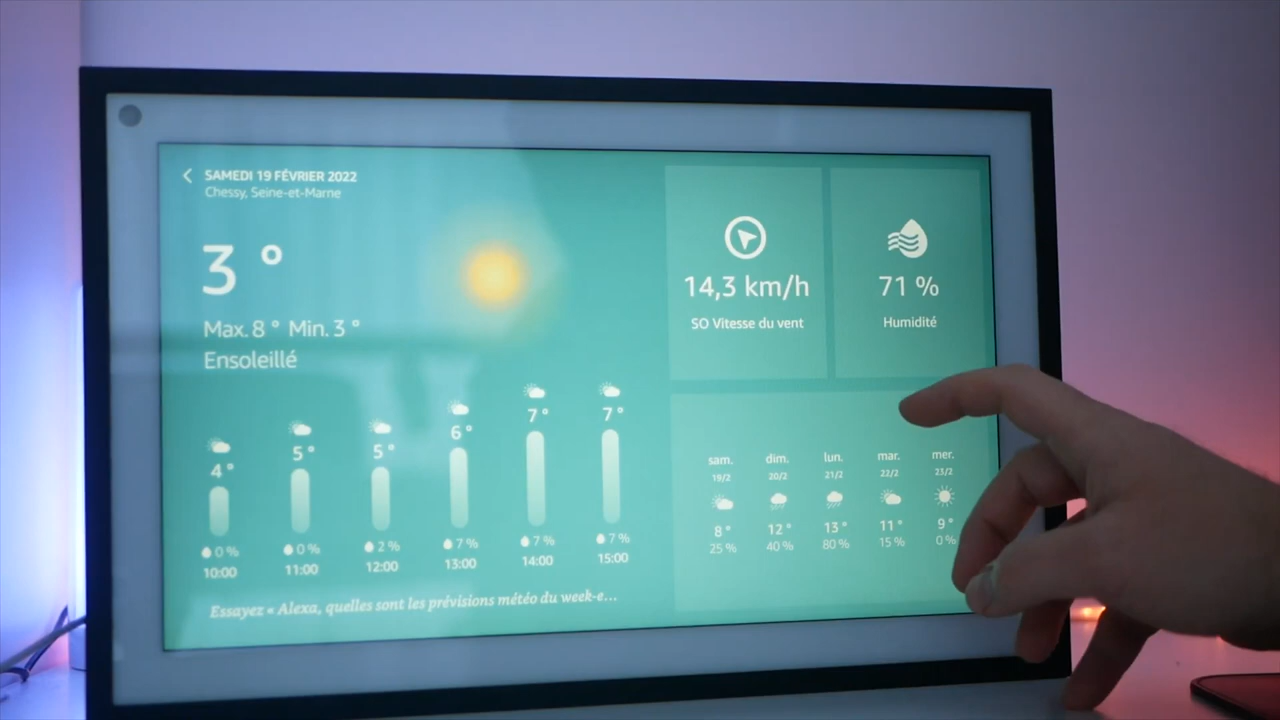 SAMEDI 19 FÉVRIER 2022
Chessy, Seine-et-Marne
3°
Max. 8° Min. 3°
Ensoleillé
4° 5° 5° 6° 7° 7°
0% 0% 2% 7% 7% 7%
10:00 11:00 12:00 13:00 14:00 15:00
Essayez « Alexa, quelles sont les prévisions météo du week-e...
14,3 km/h
SO Vitesse du vent
71 %
Humidité
sam. dim. lun. mar. mer.
19/2 20/2 21/2 22/2 23/2
8° 12° 13° 11° 9°
25 % 40 % 80 % 15 % 0 %